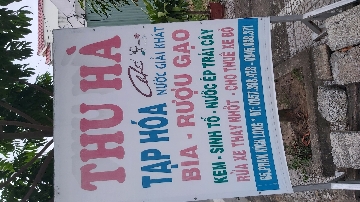 THU HÀ
TẠP HÓA
Các loại
NƯỚC GIẢI KHÁT
BIA - RƯỢU GẠO
KEM - SINH TỐ - NƯỚC ÉP TRÁI CÂY
RỬA XE THAY NHỚT - CHO THUÊ XE ĐÒ